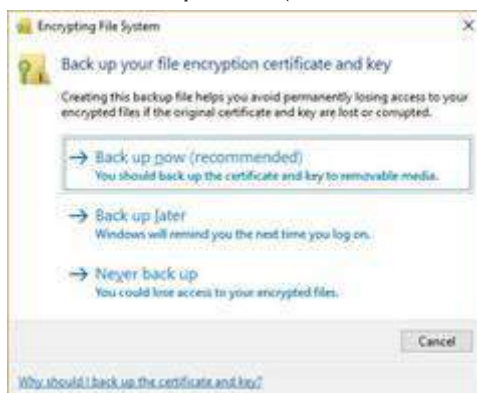 Encrypting File System
Back up your file encryption certificate and key
Creating this backup file helps you avoid permanently losing access to your
encrypted files if the original certificate and key are lost or corrupted.
→ Back up now (recommended)
You should back up the certificate and key to removable media.
→ Back up later
Windows will remind you the next time you log on.
→ Never back up
You could lose access to your encrypted files.
Cancel
Why should I back up the certificate and key?